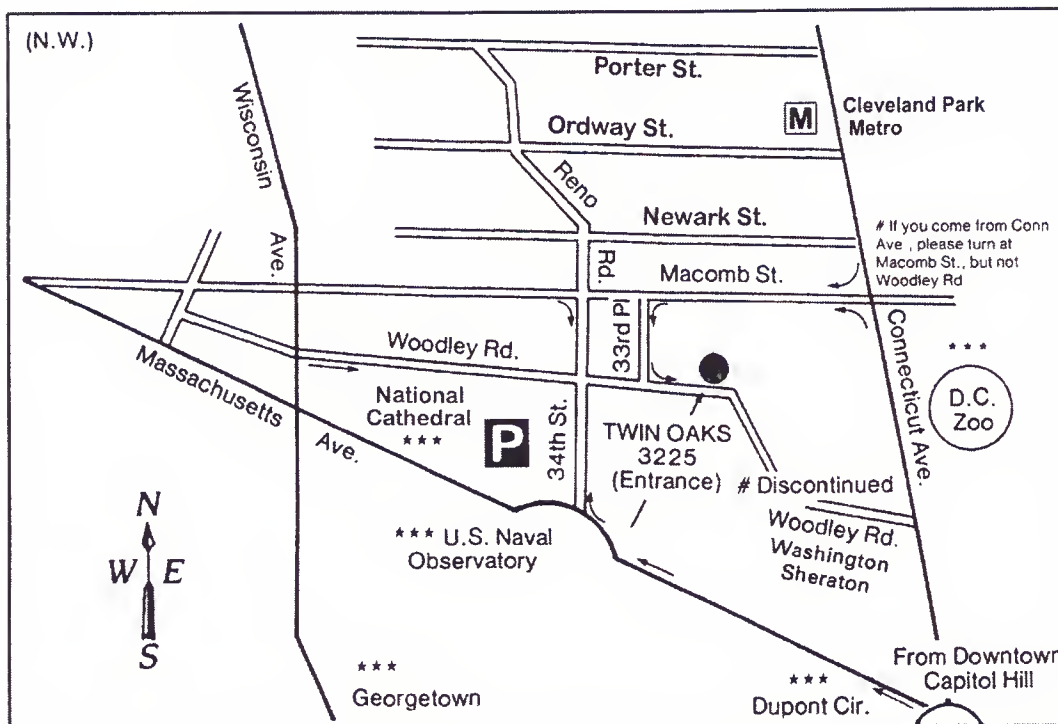 (N.W.)
Porter St.
Wisconsin
Ave.
M
Cleveland Park
Metro
Ordway St.
Reno
Rd.
Newark St.
# If you come from Conn
Ave , please turn at
Macomb St., but not
Woodley Rd
Macomb St.
33rd Pl
Woodley Rd.
Connecticut Ave.
Massachusetts
Ave.
National
Cathedral
***
P
34th St.
TWIN OAKS
3225
(Entrance)
***
D.C.
Zoo
# Discontinued
Woodley Rd.
Washington
Sheraton
*** U.S. Naval
Observatory
N
W E
S
***
Georgetown
***
Dupont Cir.
From Downtown
Capitol Hill